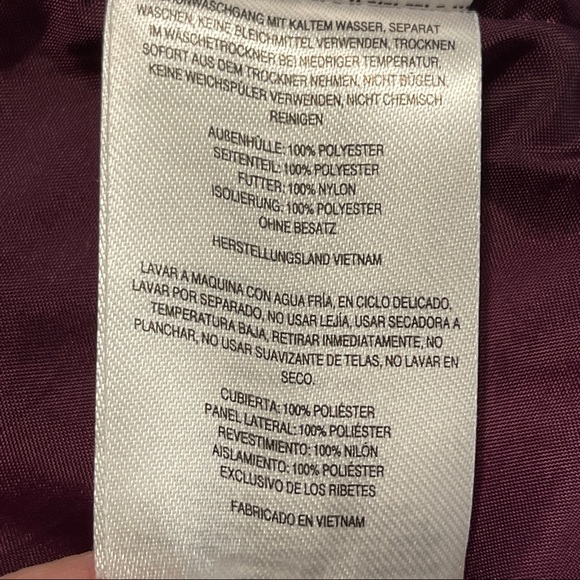 MIT KALTEM WASSER, SEPARAT
WASCHEN, KEINE BLEICHMITTEL VERWENDEN, TROCKNEN
IM WÄSCHETROCKNER BEI NIEDRIGER TEMPERATUR,
SOFORT AUS DEM TROCKNER NEHMEN, NICHT BÜGELN,
KEINE WEICHSPÜLER VERWENDEN, NICHT CHEMISCH
REINIGEN
AUßENHÜLLE: 100% POLYESTER
SEITENTEIL: 100% POLYESTER
FUTTER: 100% NYLON
ISOLIERUNG: 100% POLYESTER
OHNE BESATZ
HERSTELLUNGSLAND VIETNAM
LAVAR A MAQUINA CON AGUA FRÍA, EN CICLO DELICADO,
LAVAR POR SEPARADO, NO USAR LEJÍA, USAR SECADORA A
TEMPERATURA BAJA, RETIRAR INMEDIATAMENTE, NO
PLANCHAR, NO USAR SUAVIZANTE DE TELAS, NO LAVAR EN
SECO.
CUBIERTA: 100% POLIÉSTER
PANEL LATERAL: 100% POLIÉSTER
REVESTIMIENTO: 100% NILÓN
AISLAMIENTO: 100% POLIÉSTER
EXCLUSIVO DE LOS RIBETES
FABRICADO EN VIETNAM